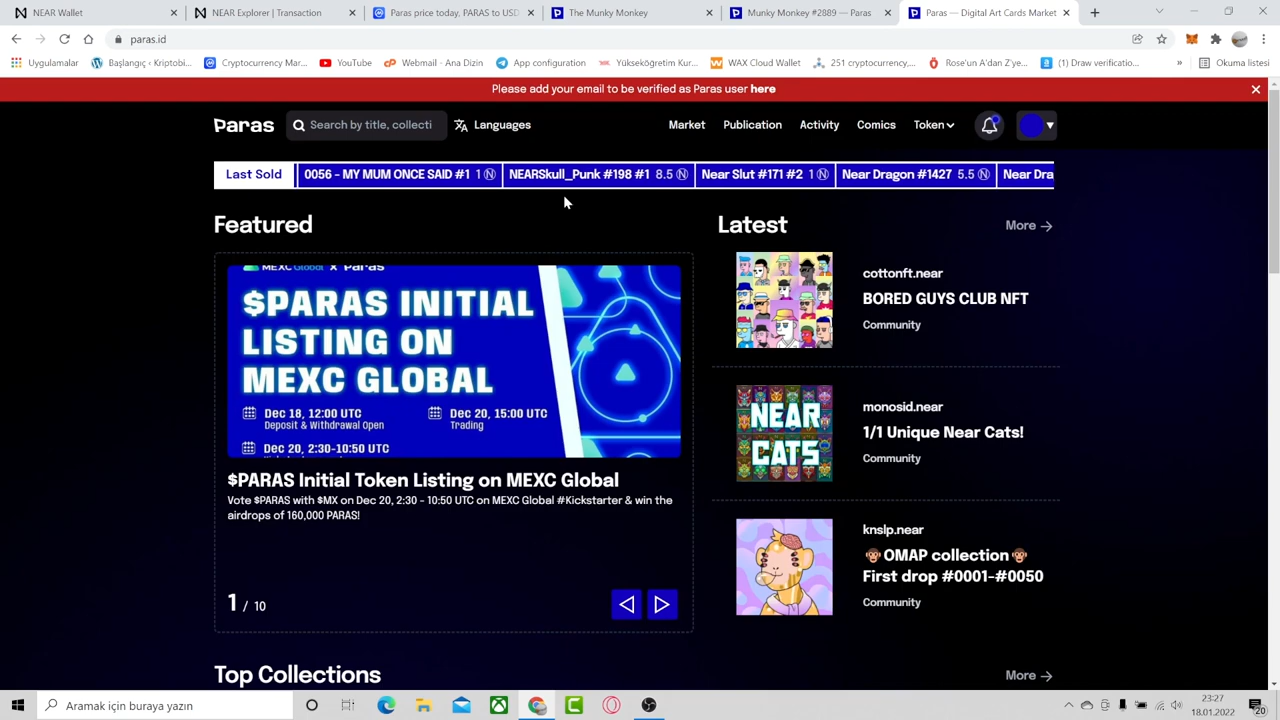 NEAR Wallet
NEAR Explorer | Transaction
Paras price today, PARAS to USD
The Munky Monkey
Munky Monkey #2889 — Paras
Paras — Digital Art Cards Market
paras.id
Uygulamalar
Başlangıç ‹ Kriptobi...
Cryptocurrency Mar...
YouTube
Webmail · Ana Dizin
App configuration
Yükseköğretim Kur...
WAX Cloud Wallet
251 cryptocurrency,...
Rose'un A'dan Z'ye...
(1) Draw verificatio...
»
Okuma listesi
Please add your email to be verified as Paras user here
Paras
Search by title, collecti
Languages
Market
Publication
Activity
Comics
Token
Last Sold
0056 – MY MUM ONCE SAID #1 1
NEARSkull_Punk #198 #1 8.5
Near Slut #171 #2 1
Near Dragon #1427 5.5
Near Dra
Featured
MEXC Global x Paras
$PARAS INITIAL
LISTING ON
MEXC GLOBAL
Dec 18, 12:00 UTC
Deposit & Withdrawal Open
Dec 20, 15:00 UTC
Trading
Dec 20, 2:30-10:50 UTC
$PARAS Initial Token Listing on MEXC Global
Vote $PARAS with $MX on Dec 20, 2:30 – 10:50 UTC on MEXC Global #Kickstarter & win the
airdrops of 160,000 PARAS!
1 / 10
Latest
More →
cottonft.near
BORED GUYS CLUB NFT
Community
NEAR
CATS
monosid.near
1/1 Unique Near Cats!
Community
knslp.near
🐵OMAP collection🐵
First drop #0001-#0050
Community
Top Collections
More →
Aramak için buraya yazın
23:27
18.01.2022
20